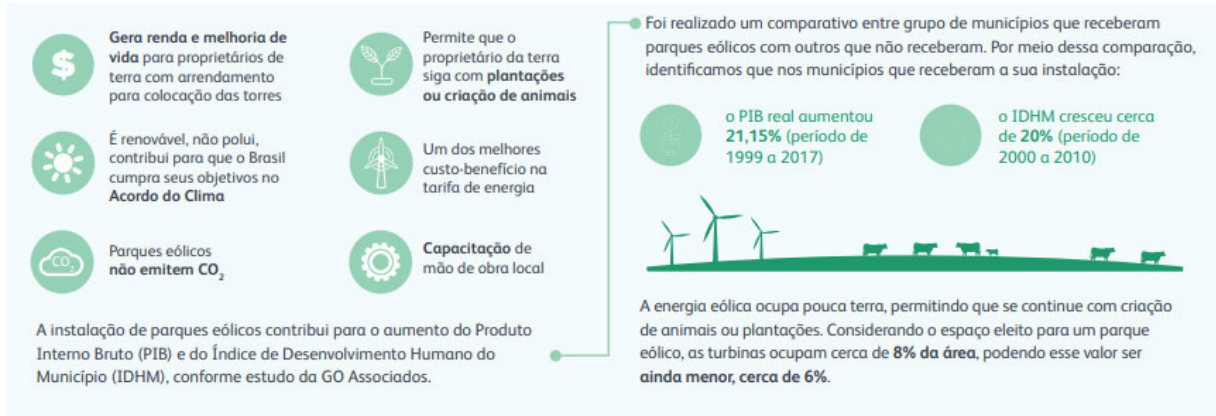 Gera renda e melhoria de
vida para proprietários de
terra com arrendamento
para colocação das torres
Permite que o
proprietário da terra
siga com plantações
ou criação de animais
É renovável, não polui,
contribui para que o Brasil
cumpra seus objetivos no
Acordo do Clima
Um dos melhores
custo-benefício na
tarifa de energia
CO₂
Parques eólicos
não emitem CO₂
Capacitação de
mão de obra local
A instalação de parques eólicos contribui para o aumento do Produto
Interno Bruto (PIB) e do Índice de Desenvolvimento Humano do
Município (IDHM), conforme estudo da GO Associados.
Foi realizado um comparativo entre grupo de municípios que receberam
parques eólicos com outros que não receberam. Por meio dessa comparação,
identificamos que nos municípios que receberam a sua instalação:
o PIB real aumentou
21,15% (período de
1999 a 2017)
o IDHM cresceu cerca
de 20% (período de
2000 a 2010)
A energia eólica ocupa pouca terra, permitindo que se continue com criação
de animais ou plantações. Considerando o espaço eleito para um parque
eólico, as turbinas ocupam cerca de 8% da área, podendo esse valor ser
ainda menor, cerca de 6%.